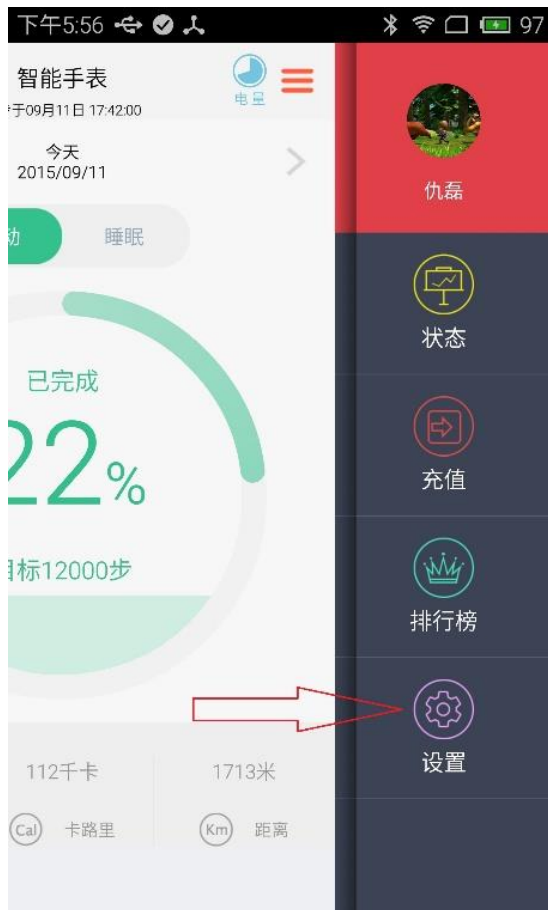 下午5:56
97
智能手表
于09月11日 17:42:00
电量
今天
2015/09/11
动
睡眠
已完成
22%
目标12000步
112千卡
1713米
Cal
卡路里
Km
距离
仇磊
状态
充值
排行榜
设置